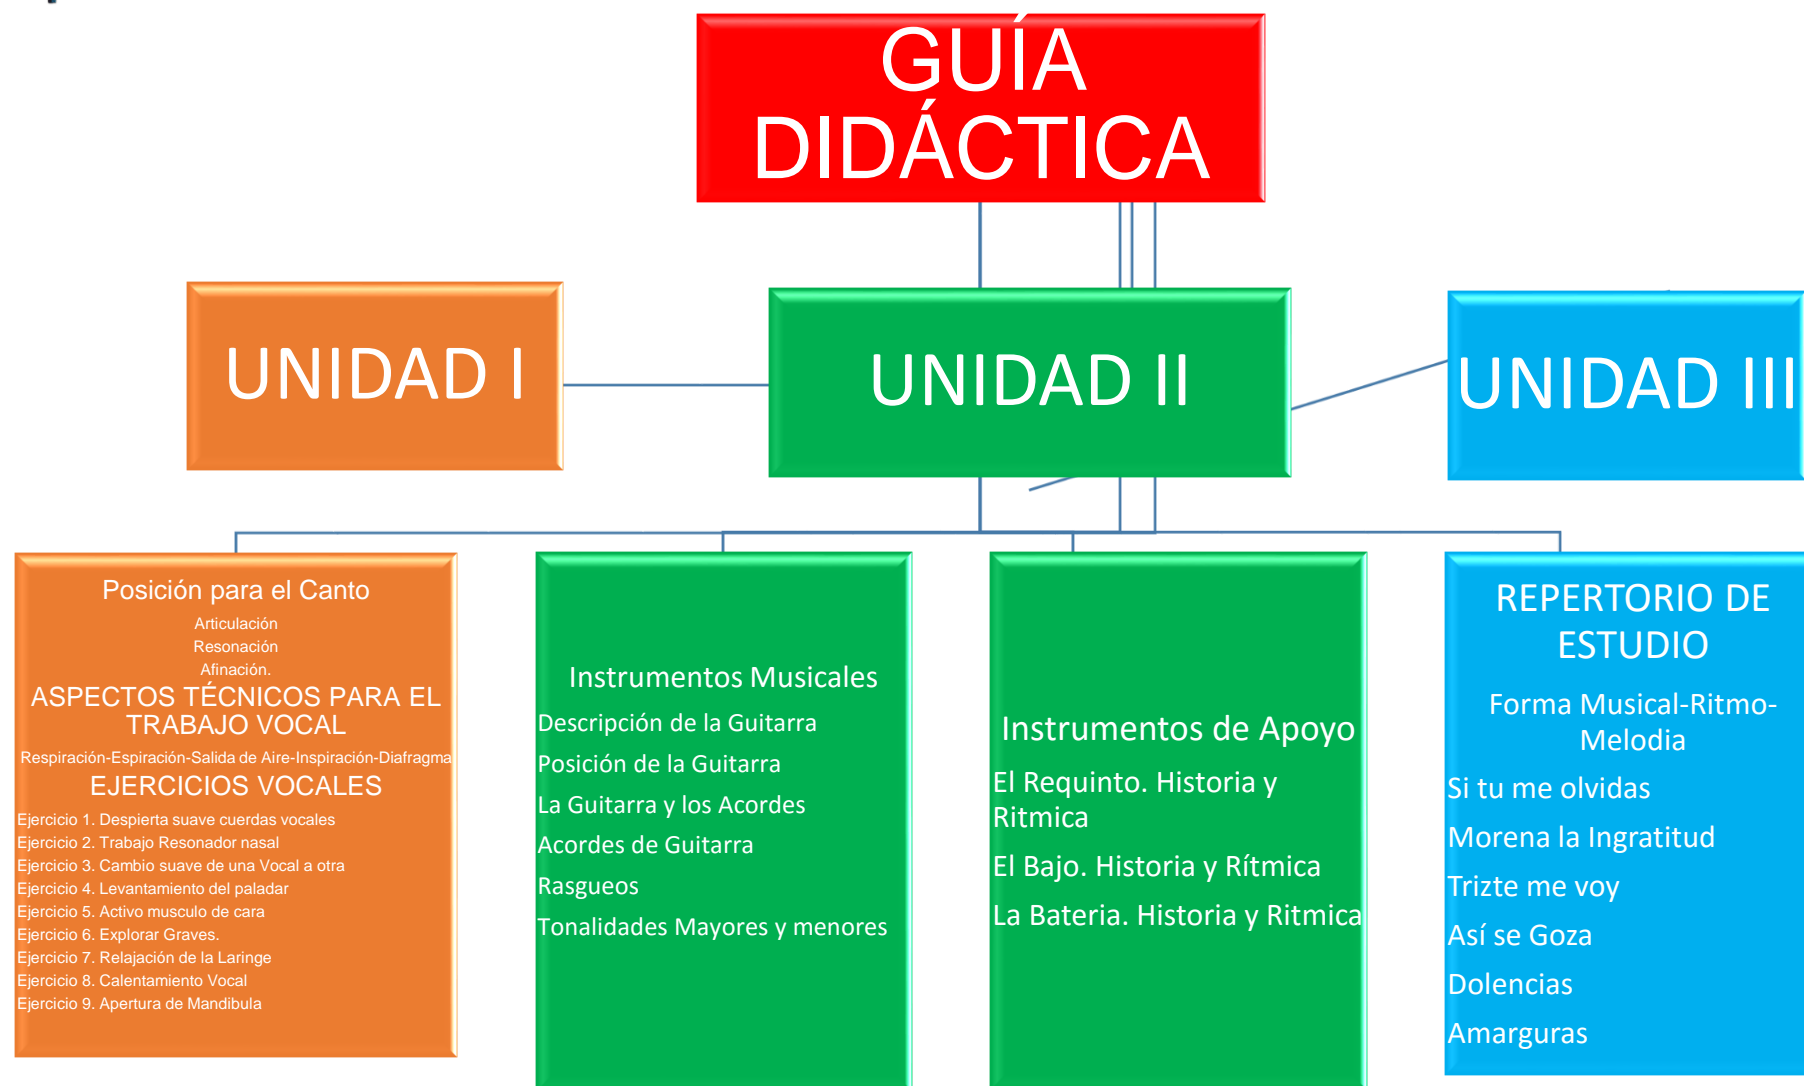 GUÍA
DIDÁCTICA
UNIDAD I
UNIDAD II
UNIDAD III
Posición para el Canto
Articulación
Resonación
Afinación.
ASPECTOS TÉCNICOS PARA EL
TRABAJO VOCAL
Respiración-Espiración-Salida de Aire-Inspiración-Diafragma
EJERCICIOS VOCALES
Ejercicio 1. Despierta suave cuerdas vocales
Ejercicio 2. Trabajo Resonador nasal
Ejercicio 3. Cambio suave de una Vocal a otra
Ejercicio 4. Levantamiento del paladar
Ejercicio 5. Activo musculo de cara
Ejercicio 6. Explorar Graves.
Ejercicio 7. Relajación de la Laringe
Ejercicio 8. Calentamiento Vocal
Ejercicio 9. Apertura de Mandibula
Instrumentos Musicales
Descripción de la Guitarra
Posición de la Guitarra
La Guitarra y los Acordes
Acordes de Guitarra
Rasgueos
Tonalidades Mayores y menores
Instrumentos de Apoyo
El Requinto. Historia y
Ritmica
El Bajo. Historia y Rítmica
La Bateria. Historia y Ritmica
REPERTORIO DE
ESTUDIO
Forma Musical-Ritmo-
Melodia
Si tu me olvidas
Morena la Ingratitud
Trizte me voy
Así se Goza
Dolencias
Amarguras